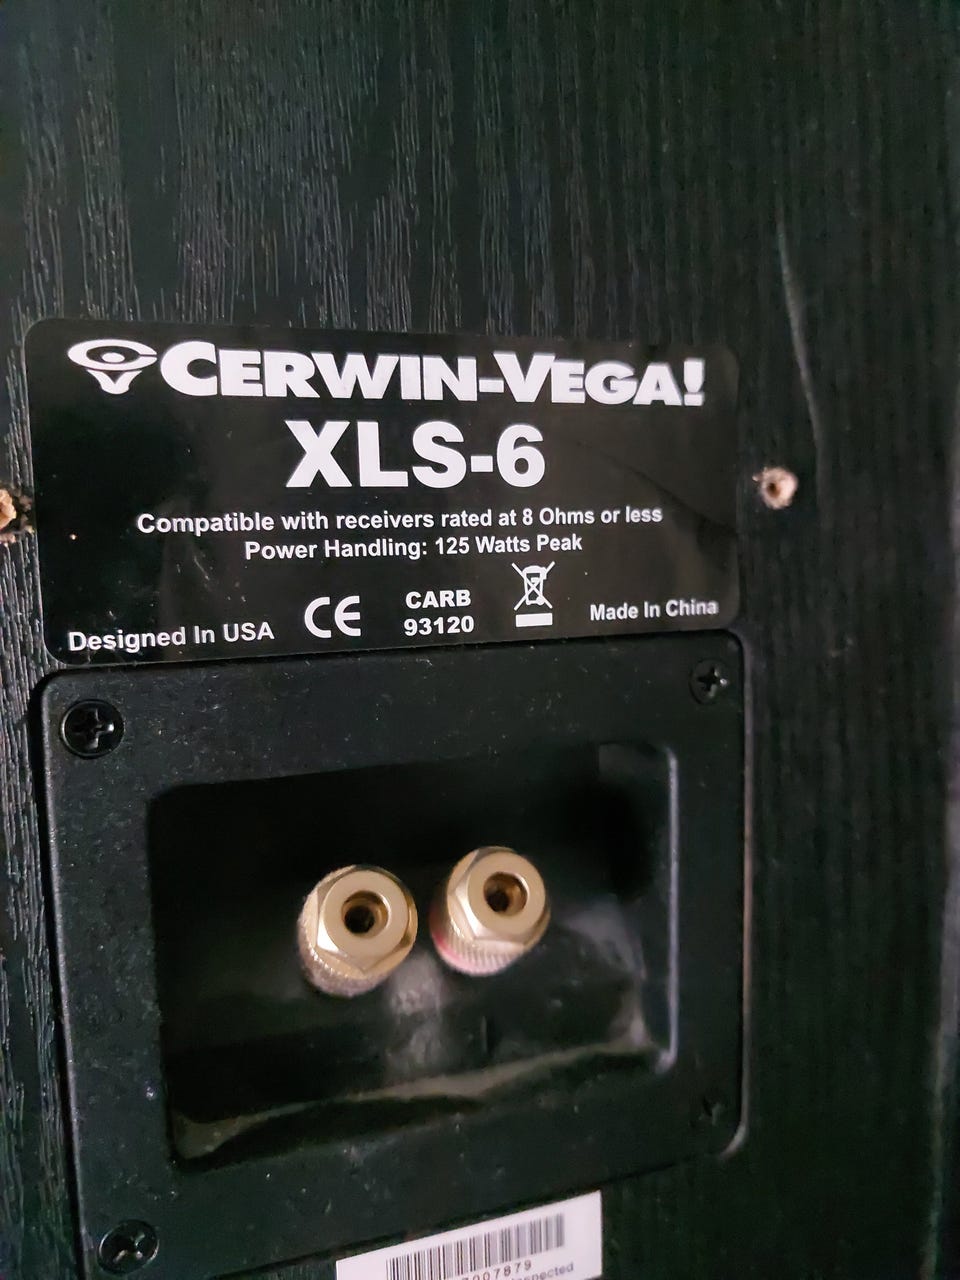 CERWIN-VEGA!
XLS-6
Compatible with receivers rated at 8 Ohms or less
Power Handling: 125 Watts Peak
Designed In USA
CE
CARB
93120
Made In China
7007879